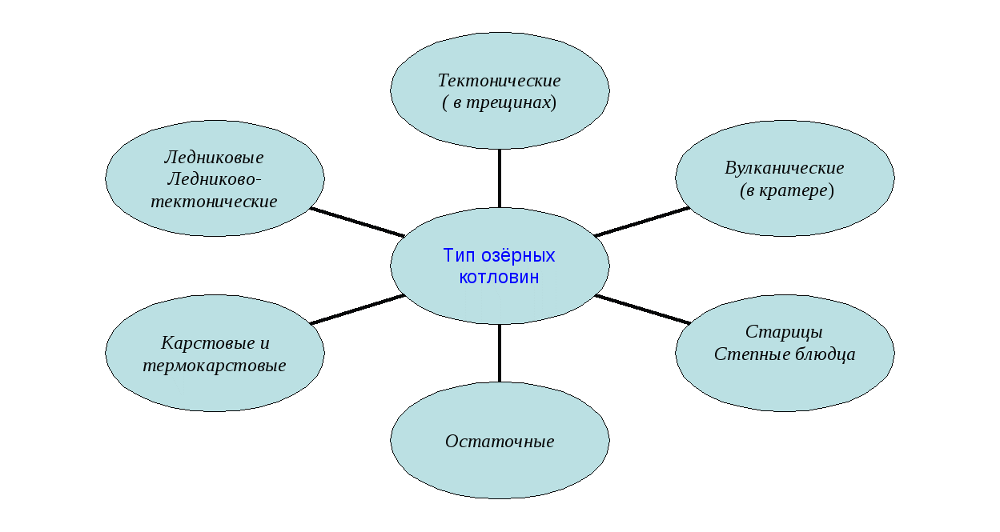 Тектонические
( в трещинах)
Ледниковые
Ледниково-
тектонические
Вулканические
(в кратере)
Тип озёрных
котловин
Карстовые и
термокарстовые
Старицы
Степные блюдца
Остаточные